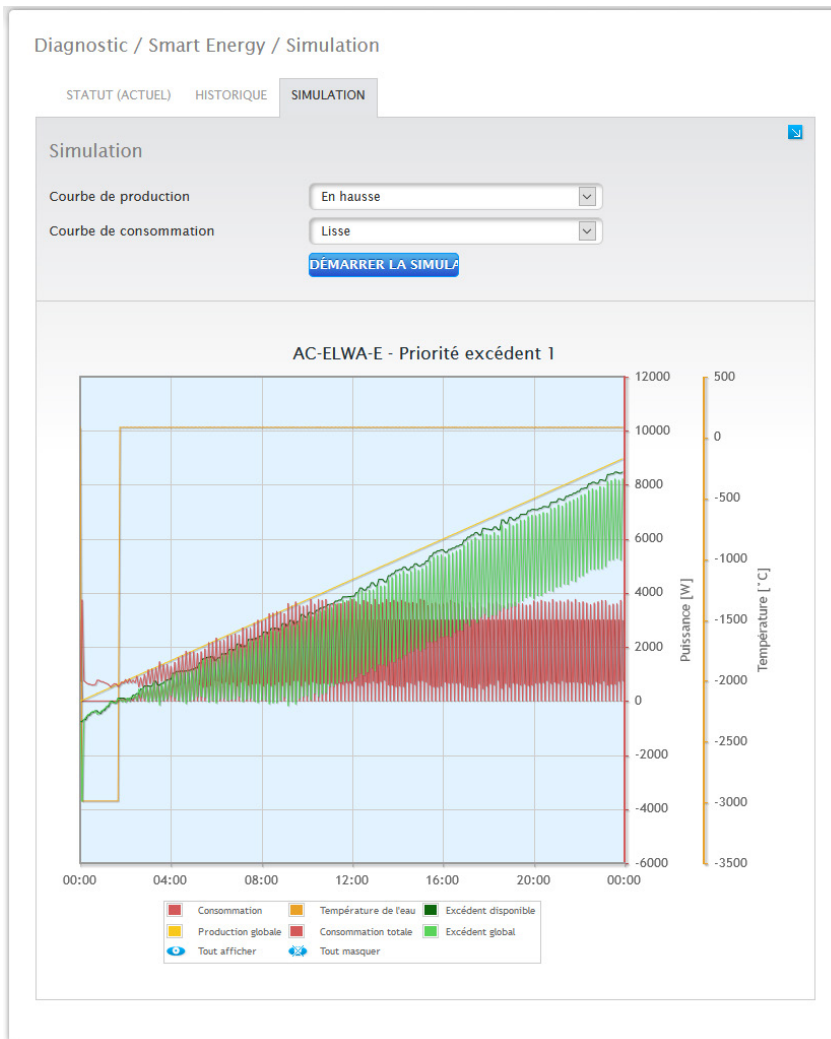 Diagnostic / Smart Energy / Simulation
STATUT (ACTUEL) HISTORIQUE SIMULATION
Simulation
Courbe de production En hausse
Courbe de consommation Lisse
DÉMARRER LA SIMULA
AC-ELWA-E - Priorité excédent 1
12000 500
10000 0
8000 -500
6000 -1000
4000 -1500
2000 -2000
0 -2500
-2000 -3000
-4000 -3500
-6000
Puissance [W]
Température [°C]
00:00 04:00 08:00 12:00 16:00 20:00 00:00
Consommation Température de l'eau Excédent disponible
Production globale Consommation totale Excédent global
Tout afficher Tout masquer